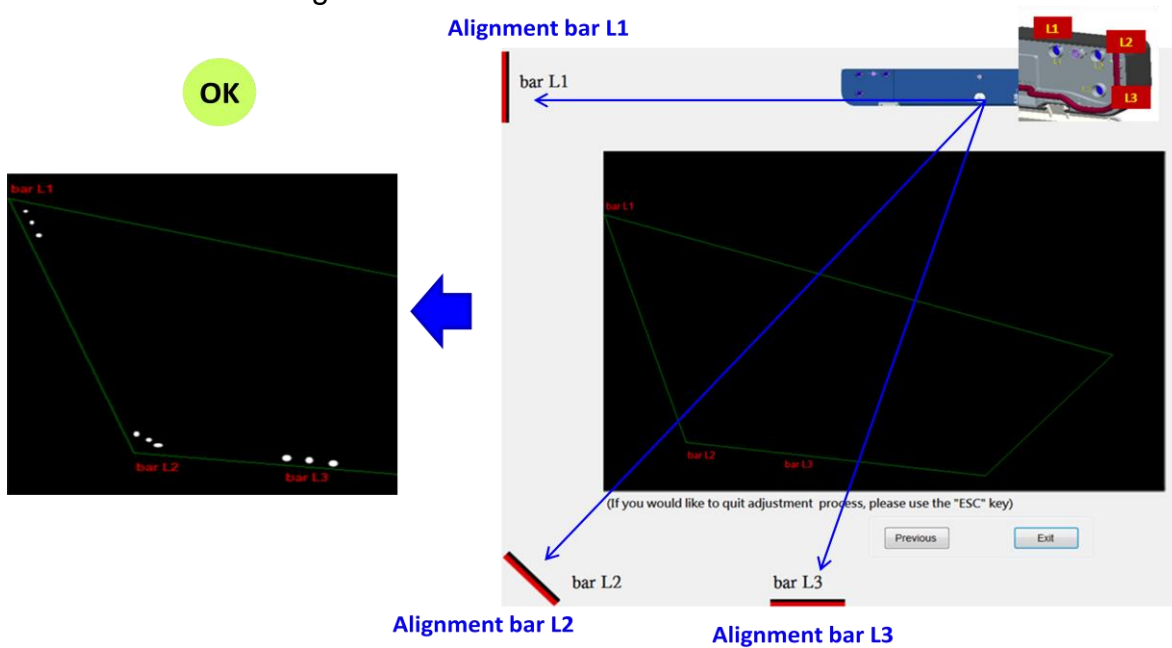 g
Alignment bar L1
L1
L2
L3
OK
bar L1
bar L1
bar L2
bar L3
bar L1
bar L2
bar L3
(If you would like to quit adjustment process, please use the "ESC" key)
Previous
Exit
bar L2
bar L3
Alignment bar L2
Alignment bar L3